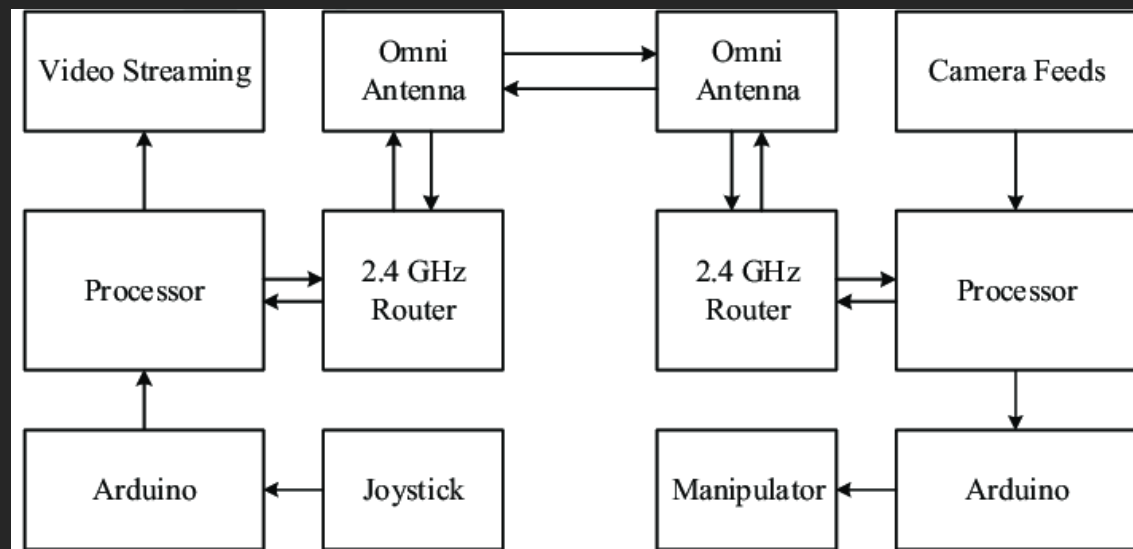 Video Streaming
Omni
Antenna
Omni
Antenna
Camera Feeds
Processor
2.4 GHz
Router
2.4 GHz
Router
Processor
Arduino
Joystick
Manipulator
Arduino